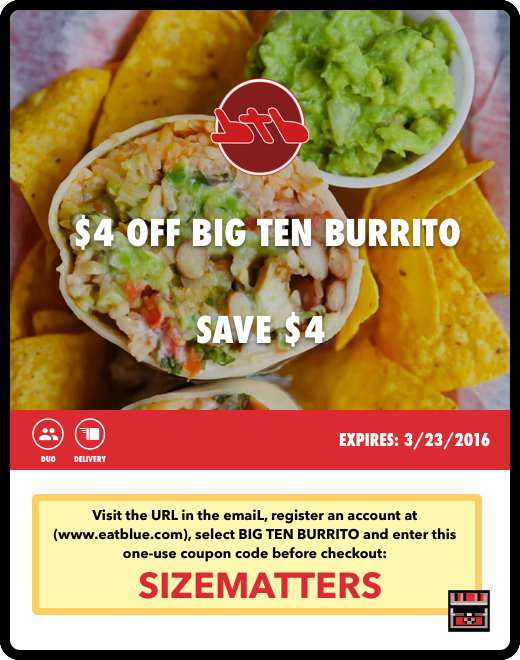 btb
$4 OFF BIG TEN BURRITO
SAVE $4
DUO
DELIVERY
EXPIRES: 3/23/2016
Visit the URL in the emaiL, register an account at
(www.eatblue.com), select BIG TEN BURRITO and enter this
one-use coupon code before checkout:
SIZEMATTERS